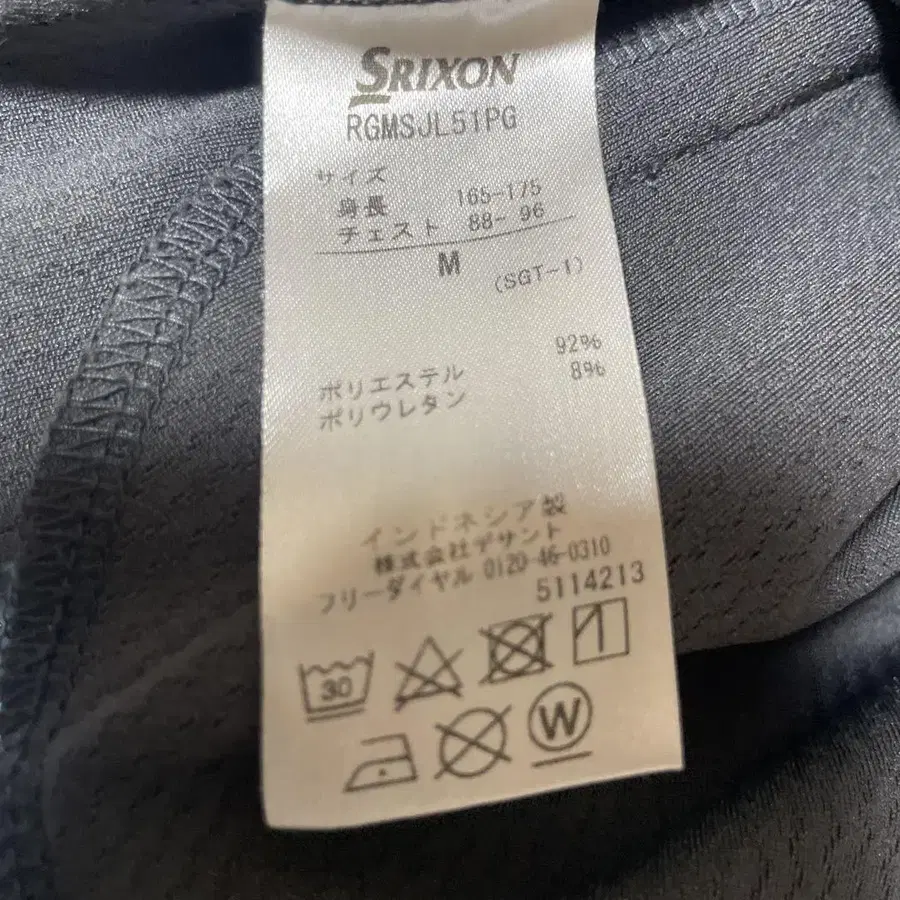 SRIXON
RGMSJL51PG
サイズ
身長 165-175
チェスト 88- 96
M
(SGT-1)
ポリエステル 92%
ポリウレタン 8%
インドネシア製
株式会社デサント
フリーダイヤル 0120-46-0310
5114213
30
W